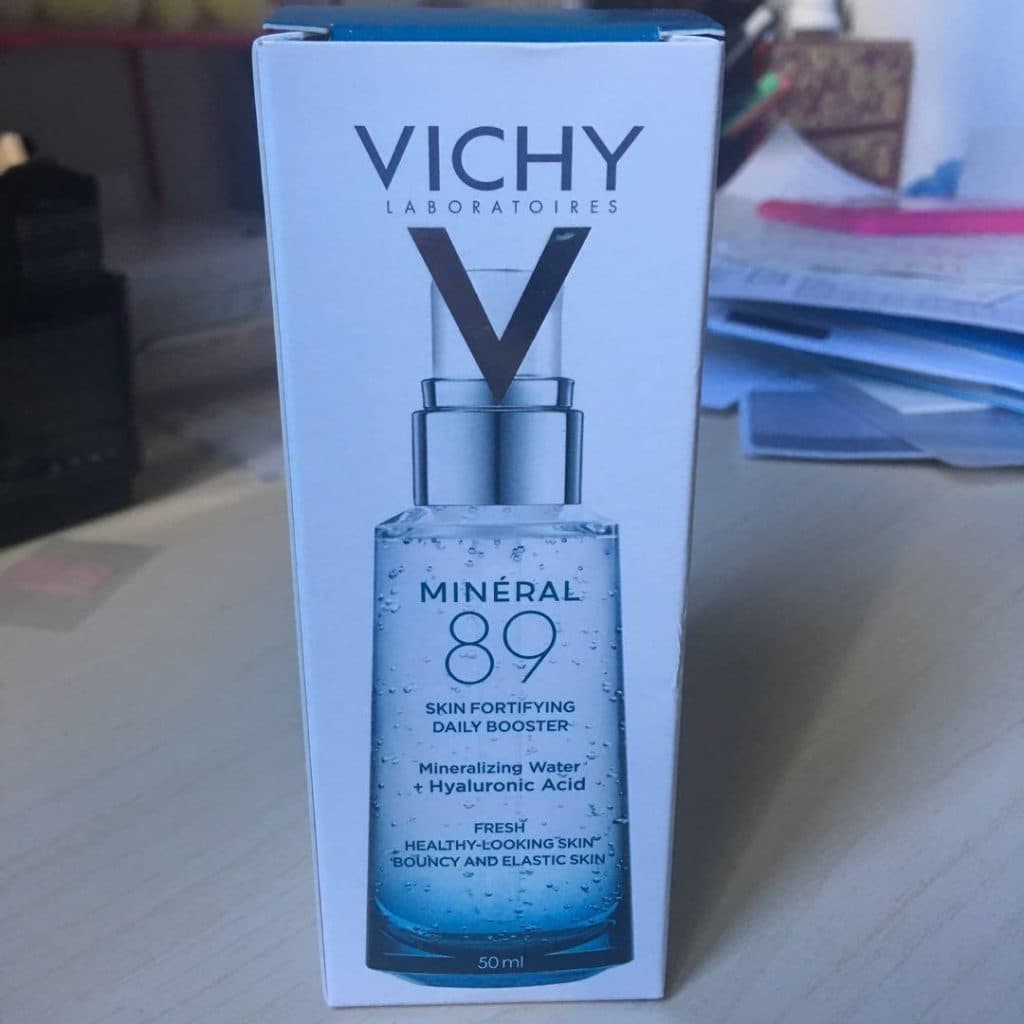 VICHY
LABORATOIRES
MINÉRAL
89
SKIN FORTIFYING
DAILY BOOSTER
Mineralizing Water
+ Hyaluronic Acid
FRESH
HEALTHY-LOOKING SKIN
BOUNCY AND ELASTIC SKIN
50 ml